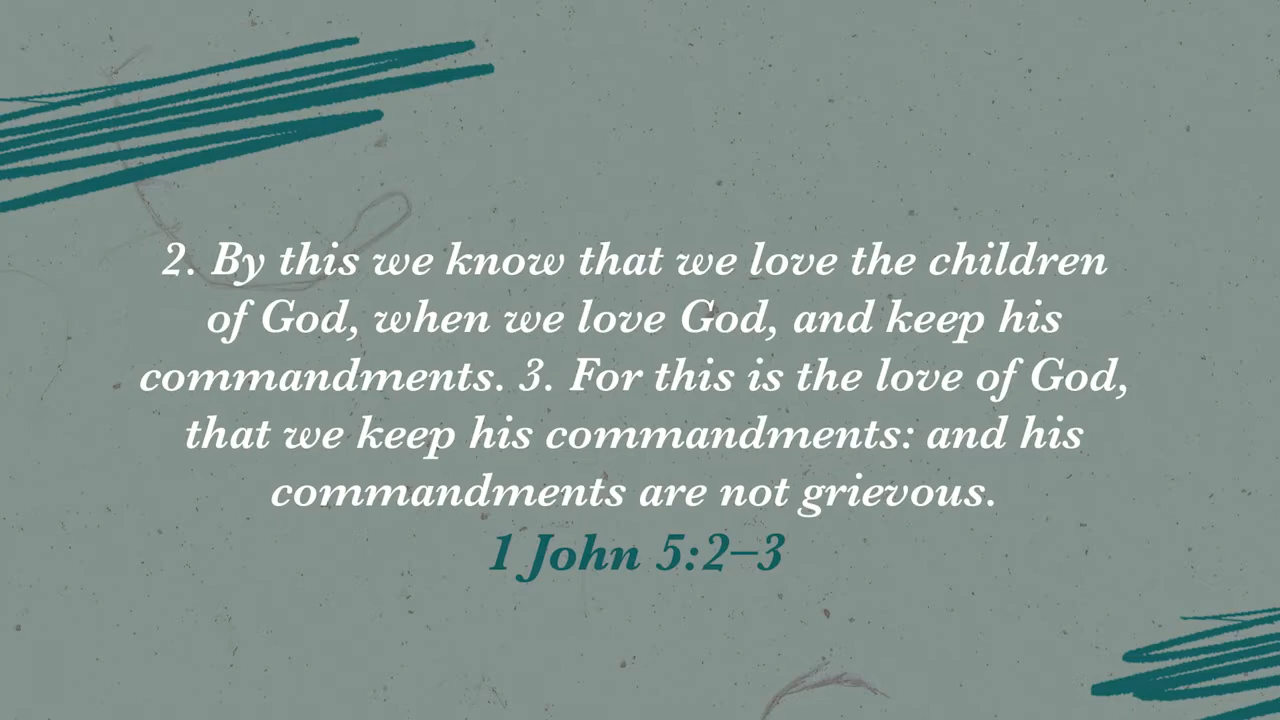 2. By this we know that we love the children
of God, when we love God, and keep his
commandments. 3. For this is the love of God,
that we keep his commandments: and his
commandments are not grievous.
1 John 5:2–3